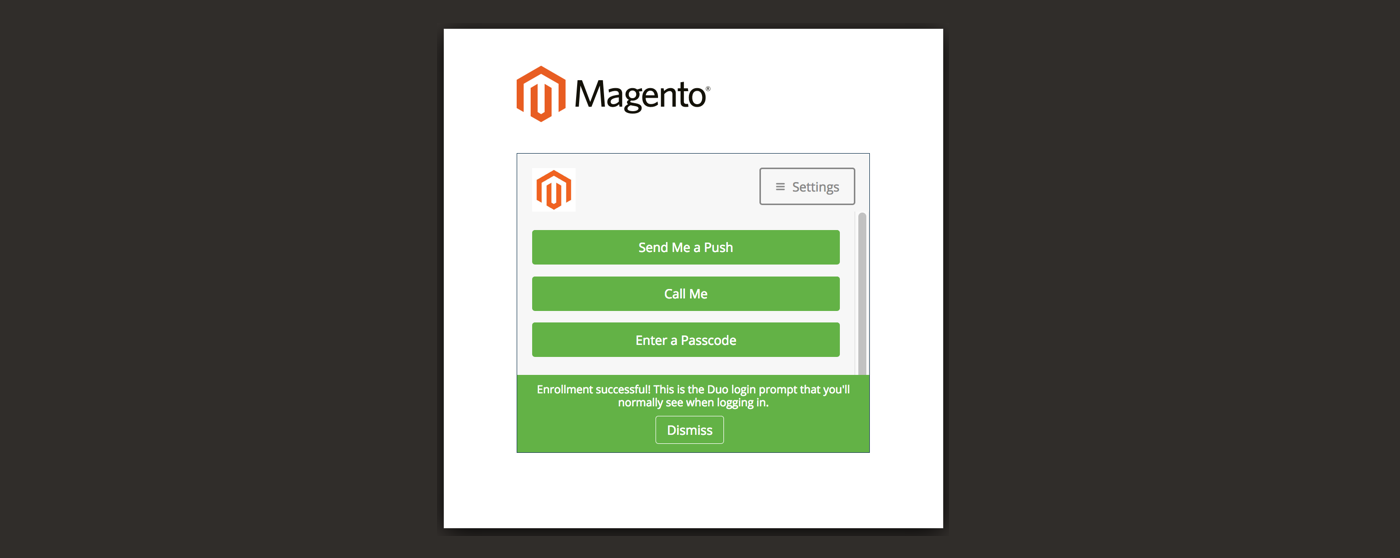 Magento®
Settings
Send Me a Push
Call Me
Enter a Passcode
Enrollment successful! This is the Duo login prompt that you'll
normally see when logging in.
Dismiss